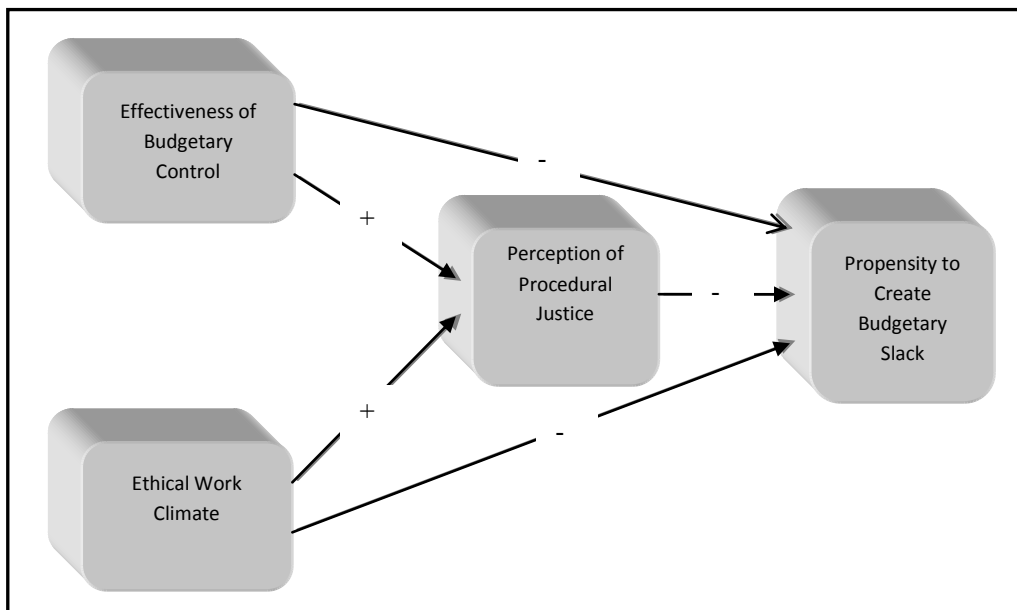 Effectiveness of
Budgetary
Control
-
+
Perception of
Procedural
Justice
-
Propensity to
Create
Budgetary
Slack
+
-
Ethical Work
Climate